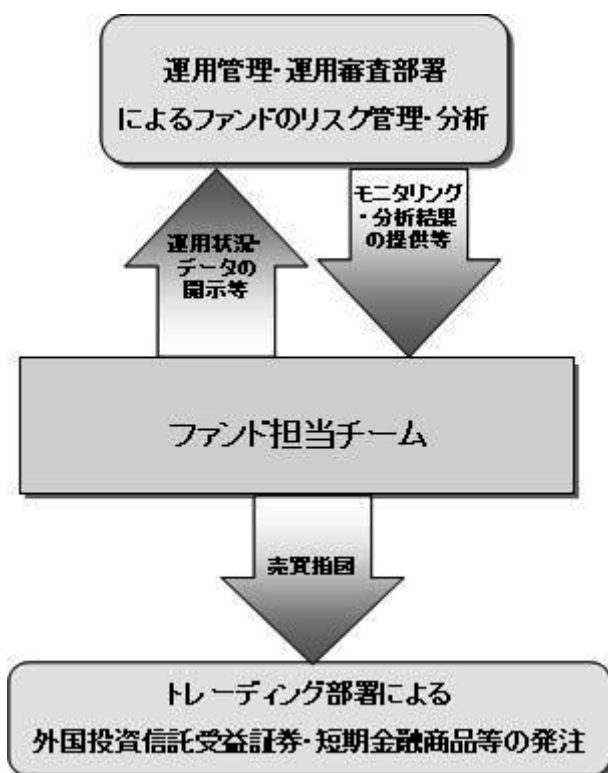 運用管理・運用審査部署
によるファンドのリスク管理・分析
運用状況・
データの
開示等
モニタリング
・分析結果
の提供等
ファンド担当チーム
売買指図
トレーディング部署による
外国投資信託受益証券・短期金融商品等の発注